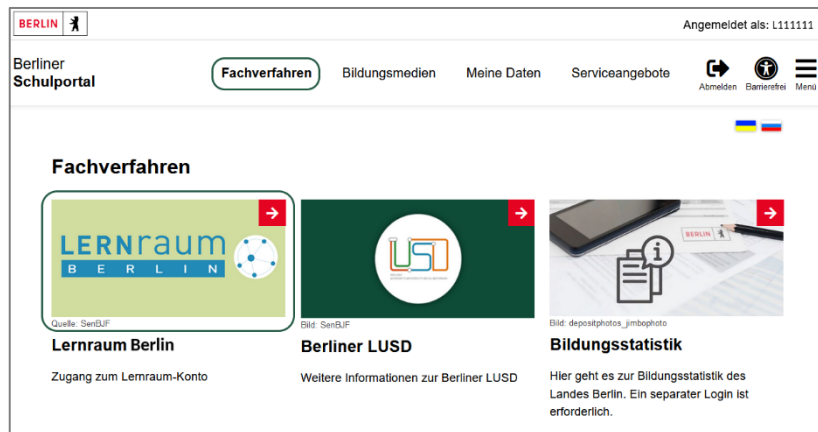 BERLIN
Angemeldet als: L111111
Berliner
Schulportal
Fachverfahren
Bildungsmedien
Meine Daten
Serviceangebote
Abmelden
Barrierefrei
Menü
Fachverfahren
LERNraum
BERLIN
Quelle: SenBJF
Lernraum Berlin
Zugang zum Lernraum-Konto
LUSD
Bild: SenBJF
Berliner LUSD
Weitere Informationen zur Berliner LUSD
BERLIN
Bild: depositphotos_jimbophoto
Bildungsstatistik
Hier geht es zur Bildungsstatistik des
Landes Berlin. Ein separater Login ist
erforderlich.